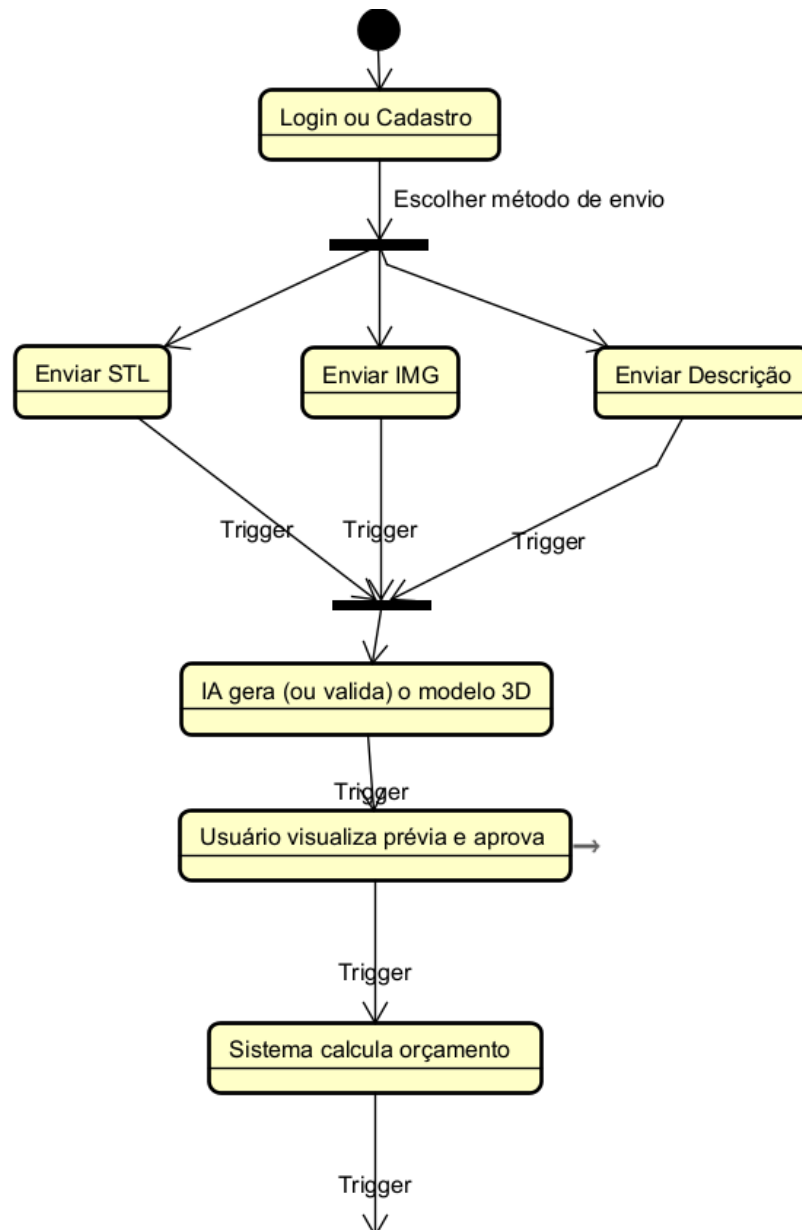 Login ou Cadastro
Escolher método de envio
Enviar STL
Enviar IMG
Enviar Descrição
Trigger
Trigger
Trigger
IA gera (ou valida) o modelo 3D
Trigger
Usuário visualiza prévia e aprova
Trigger
Sistema calcula orçamento
Trigger